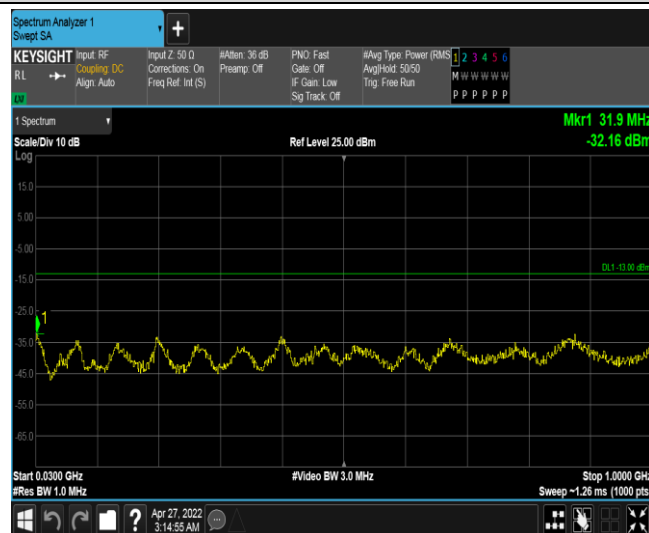 Spectrum Analyzer 1
Swept SA
+
KEYSIGHT Input: RF Input Z: 50 Ω #Atten: 36 dB PNO: Fast #Avg Type: Power (RMS 1 2 3 4 5 6
RL Coupling: DC Corrections: On Preamp: Off Gate: Off Avg|Hold: 50/50 M W W W W W
Align: Auto Freq Ref: Int (S) IF Gain: Low Trig: Free Run
Sig Track: Off P P P P P P
1 Spectrum Mkr1 31.9 MHz
Scale/Div 10 dB Ref Level 25.00 dBm -32.16 dBm
Log
15.0
5.00
-5.00
DL1 -13.00 dBm
-15.0
-25.0
1
-35.0
-45.0
-55.0
-65.0
Start 0.0300 GHz #Video BW 3.0 MHz Stop 1.0000 GHz
#Res BW 1.0 MHz Sweep ~1.26 ms (1000 pts
? Apr 27, 2022
3:14:55 AM